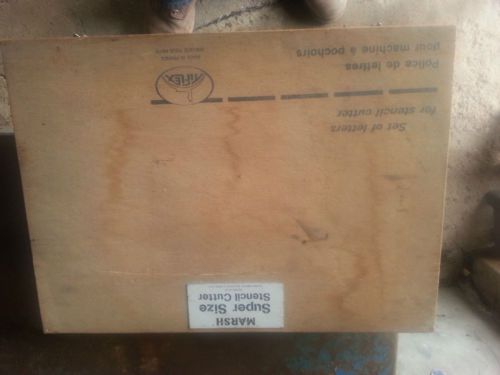 MARSH
Super Size
Stencil Cutter
Set of letters
for stencil cutter
Police de lettres
pour machine à pochoirs